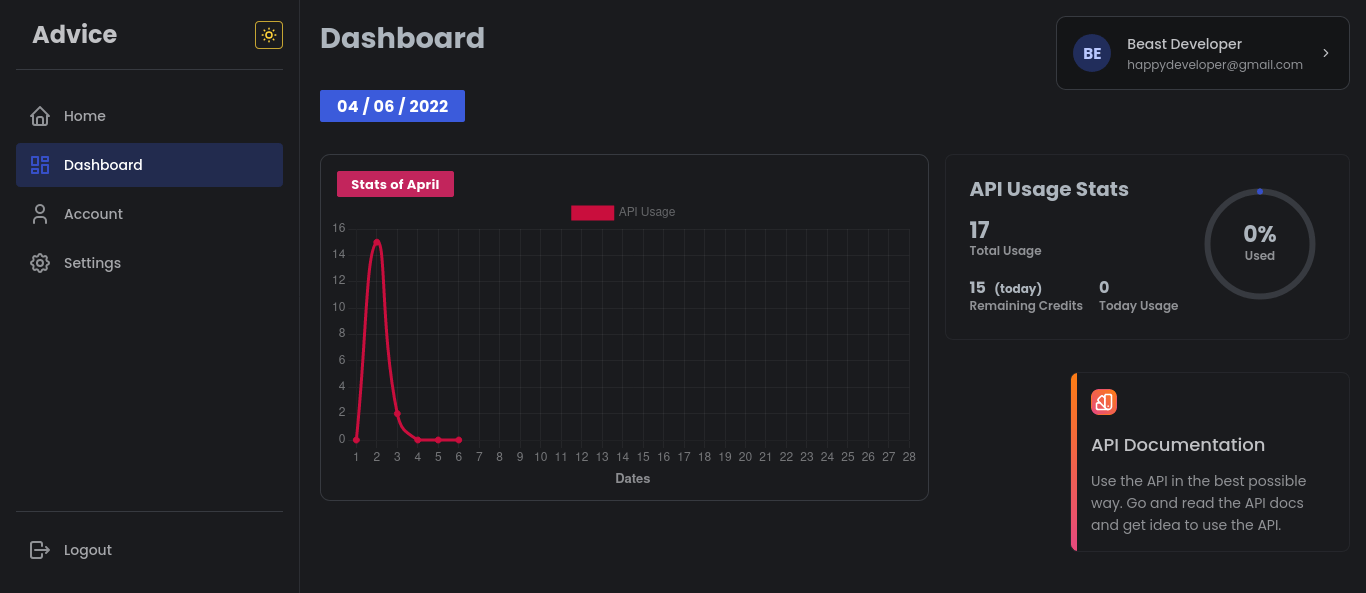 Advice
Home
Dashboard
Account
Settings
Logout
Dashboard
04 / 06 / 2022
BE
Beast Developer
happydeveloper@gmail.com
Stats of April
API Usage
16
14
12
10
8
6
4
2
0
1 2 3 4 5 6 7 8 9 10 11 12 13 14 15 16 17 18 19 20 21 22 23 24 25 26 27 28
Dates
API Usage Stats
17
Total Usage
15 (today)
Remaining Credits
0
Today Usage
0%
Used
API Documentation
Use the API in the best possible
way. Go and read the API docs
and get idea to use the API.